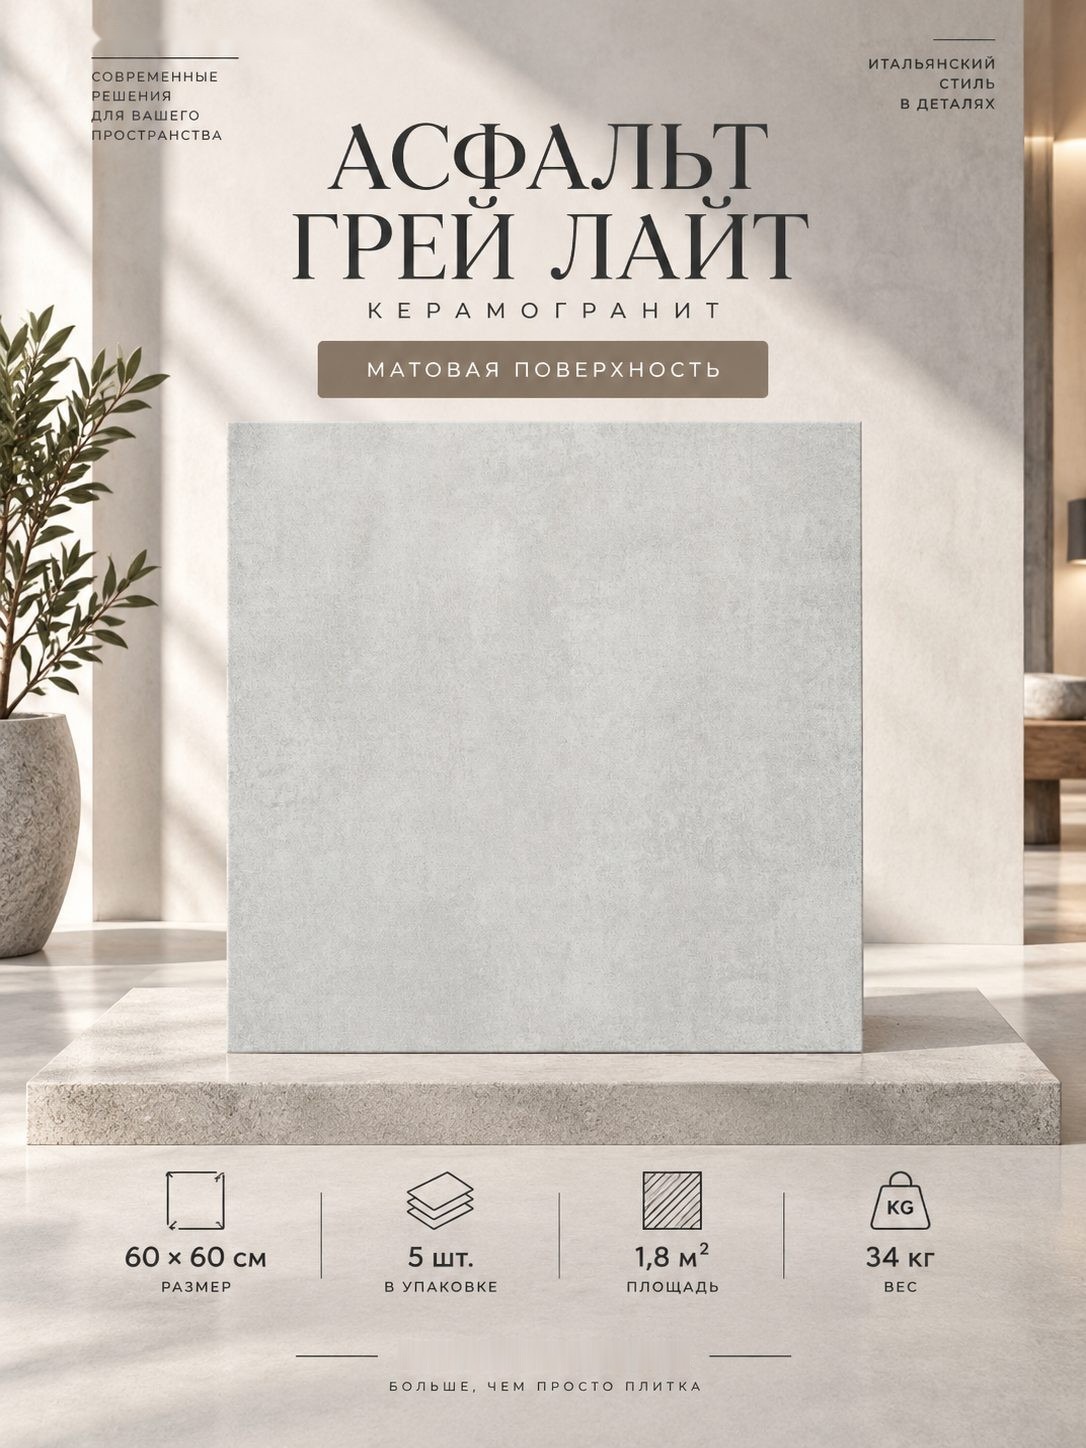 СОВРЕМЕННЫЕ
РЕШЕНИЯ
ДЛЯ ВАШЕГО
ПРОСТРАНСТВА
ИТАЛЬЯНСКИЙ
СТИЛЬ
В ДЕТАЛЯХ
АСФАЛЬТ
ГРЕЙ ЛАЙТ
КЕРАМОГРАНИТ
МАТОВАЯ ПОВЕРХНОСТЬ
KG
60 × 60 см
5 шт.
1,8 м²
34 кг
РАЗМЕР
В УПАКОВКЕ
ПЛОЩАДЬ
ВЕС
БОЛЬШЕ, ЧЕМ ПРОСТО ПЛИТКА